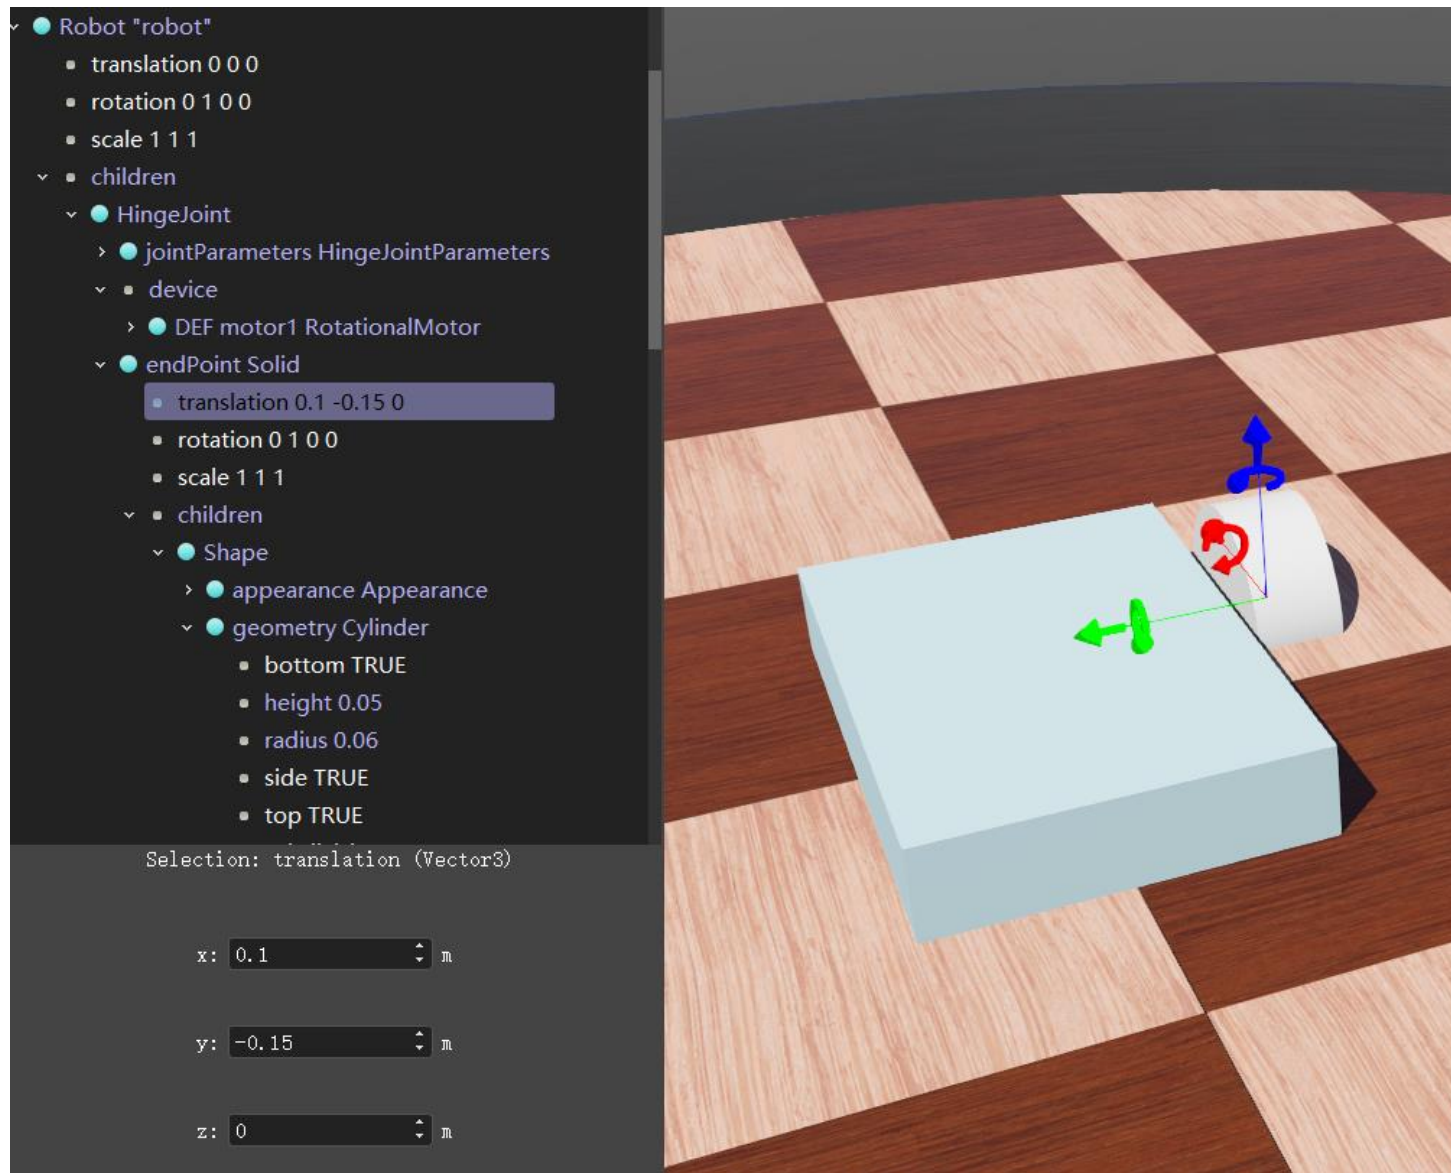 Robot "robot"
translation 0 0 0
rotation 0 1 0 0
scale 1 1 1
children
HingeJoint
jointParameters HingeJointParameters
device
DEF motor1 RotationalMotor
endPoint Solid
translation 0.1 -0.15 0
rotation 0 1 0 0
scale 1 1 1
children
Shape
appearance Appearance
geometry Cylinder
bottom TRUE
height 0.05
radius 0.06
side TRUE
top TRUE
Selection: translation (Vector3)
x: 0.1 m
y: -0.15 m
z: 0 m